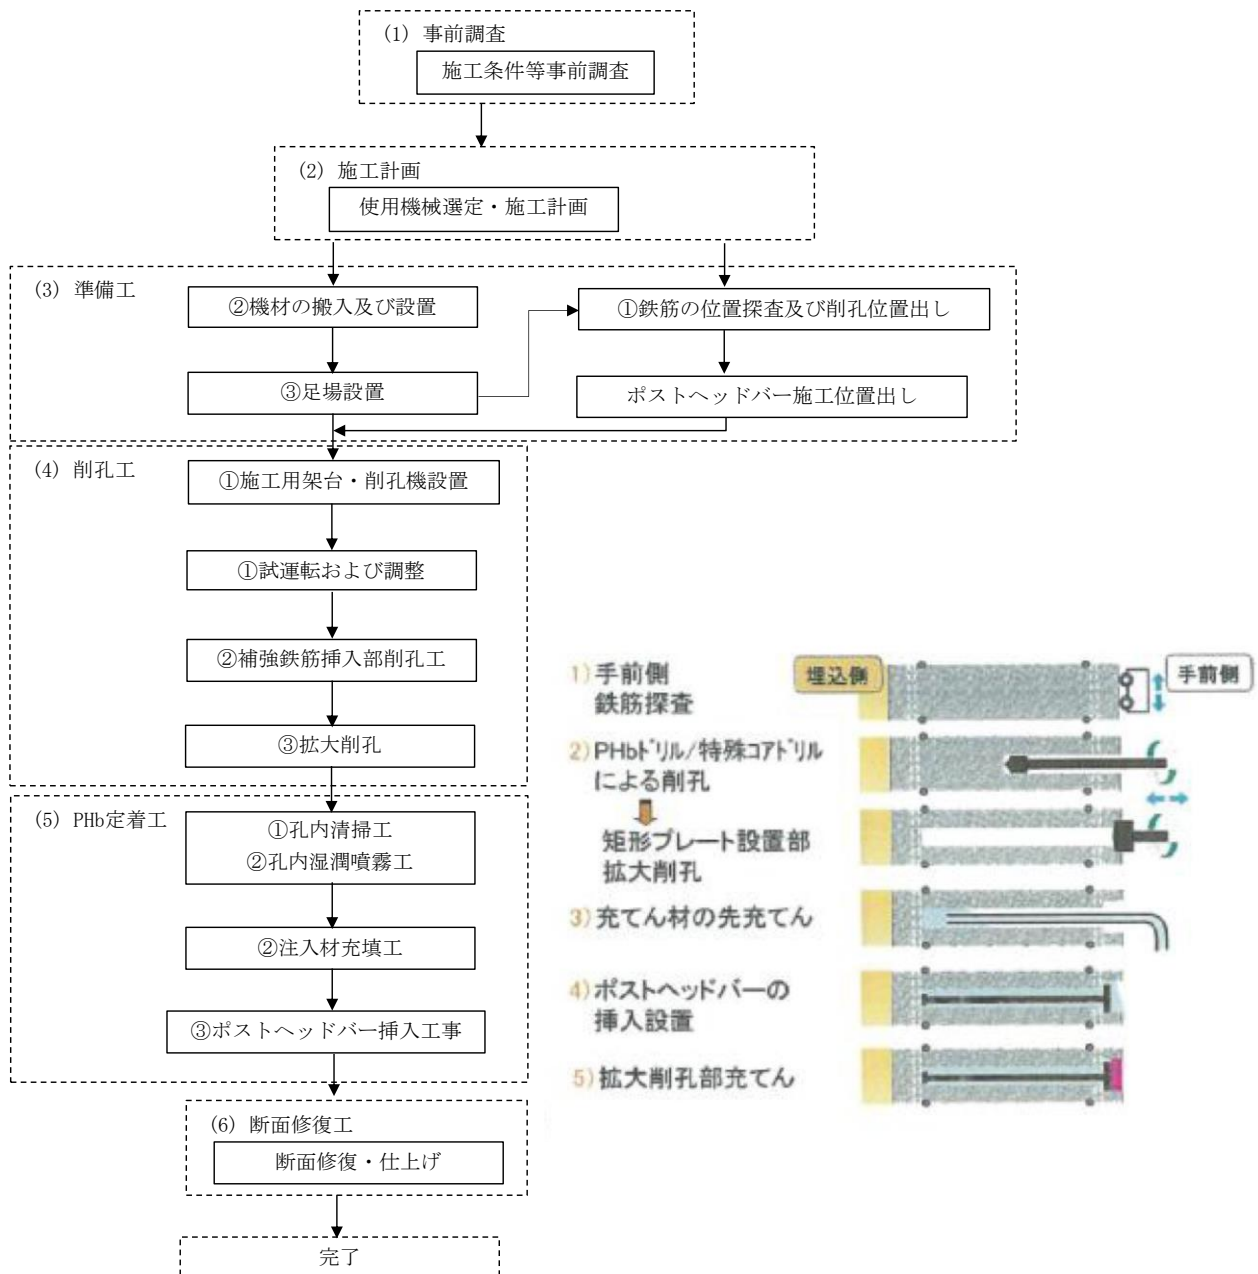 (1) 事前調査
施工条件等事前調査
(2) 施工計画
使用機械選定・施工計画
(3) 準備工
②機材の搬入及び設置
①鉄筋の位置探査及び削孔位置出し
③足場設置
ポストヘッドバー施工位置出し
(4) 削孔工
①施工用架台・削孔機設置
①試運転および調整
②補強鉄筋挿入部削孔工
③拡大削孔
(5) PHb定着工
①孔内清掃工
②孔内湿潤噴霧工
②注入材充填工
③ポストヘッドバー挿入工事
(6) 断面修復工
断面修復・仕上げ
完了
1)手前側
鉄筋探査
埋込側
手前側
2)PHbドリル/特殊コアドリル
による削孔
矩形プレート設置部
拡大削孔
3)充てん材の先充てん
4)ポストヘッドバーの
挿入設置
5)拡大削孔部充てん